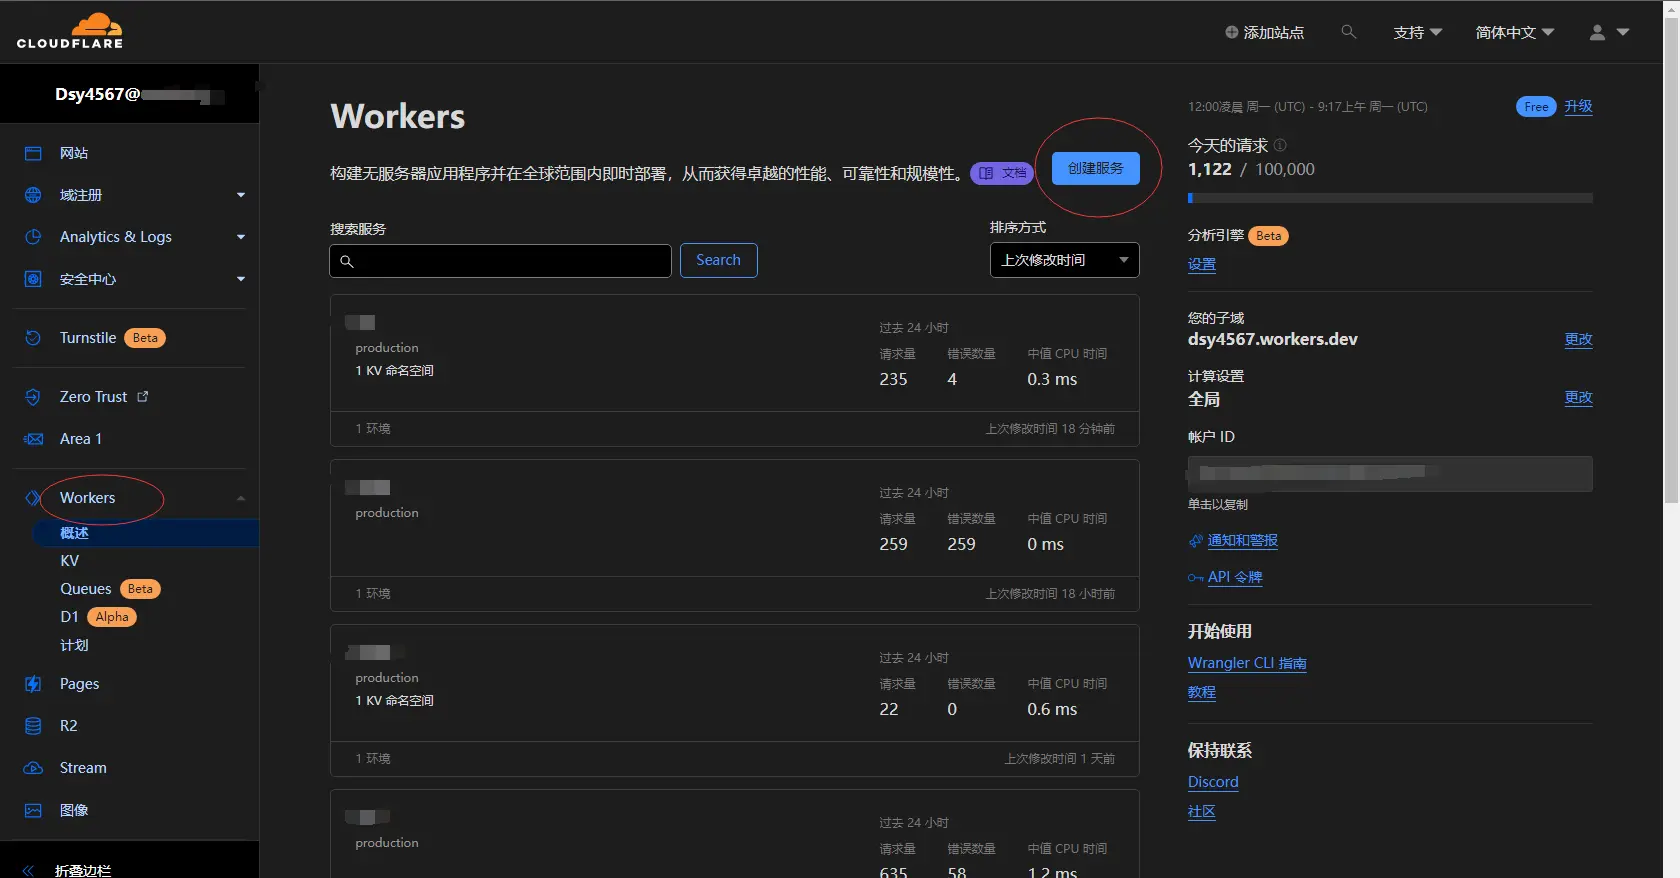 CLOUDFLARE
添加站点
支持
简体中文
Dsy4567@
网站
域注册
Analytics & Logs
安全中心
Turnstile Beta
Zero Trust
Area 1
Workers
概述
KV
Queues Beta
D1 Alpha
计划
Pages
R2
Stream
图像
折叠边栏
Workers
构建无服务器应用程序并在全球范围内即时部署，从而获得卓越的性能、可靠性和规模性。 文档
创建服务
搜索服务
Search
排序方式
上次修改时间
production
1 KV 命名空间
过去 24 小时
请求量 错误数量 中值 CPU 时间
235 4 0.3 ms
1 环境 上次修改时间 18 分钟前
production
过去 24 小时
请求量 错误数量 中值 CPU 时间
259 259 0 ms
1 环境 上次修改时间 18 小时前
production
1 KV 命名空间
过去 24 小时
请求量 错误数量 中值 CPU 时间
22 0 0.6 ms
1 环境 上次修改时间 1 天前
production
过去 24 小时
请求量 错误数量 中值 CPU 时间
635 58 1.2 ms
12:00凌晨 周一 (UTC) - 9:17上午 周一 (UTC)
Free 升级
今天的请求
1,122 / 100,000
分析引擎 Beta
设置
您的子域
dsy4567.workers.dev 更改
计算设置
全局 更改
帐户 ID
单击以复制
通知和警报
API 令牌
开始使用
Wrangler CLI 指南
教程
保持联系
Discord
社区